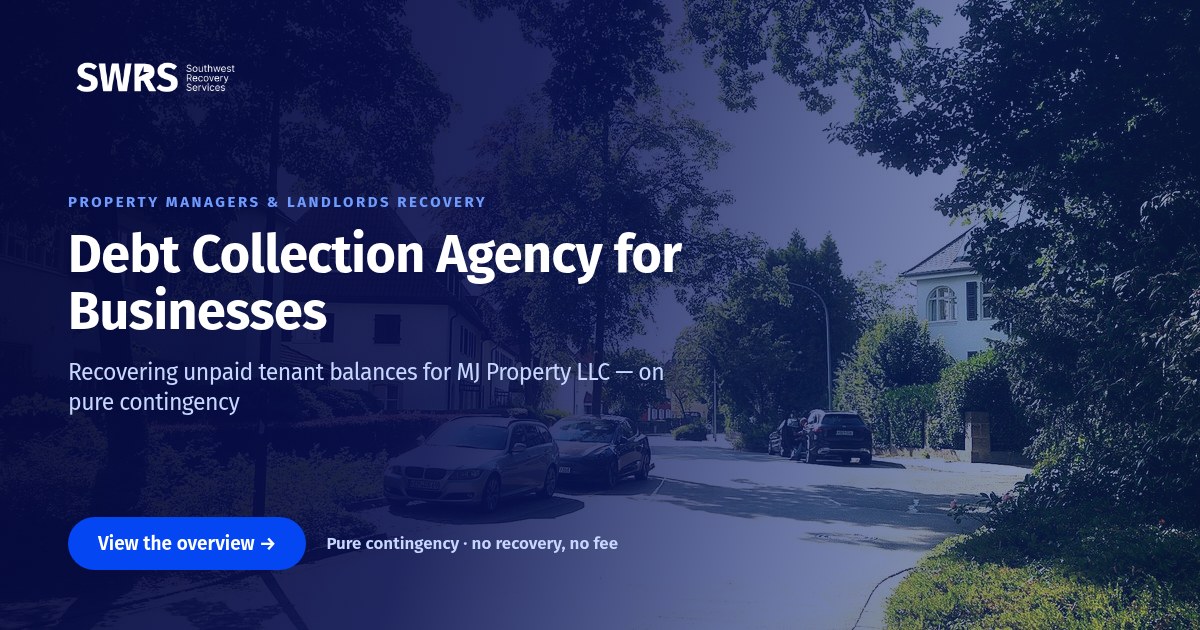 SWRS
Southwest
Recovery
Services
PROPERTY MANAGERS & LANDLORDS RECOVERY
Debt Collection Agency for
Businesses
Recovering unpaid tenant balances for MJ Property LLC — on
pure contingency
View the overview →
Pure contingency · no recovery, no fee